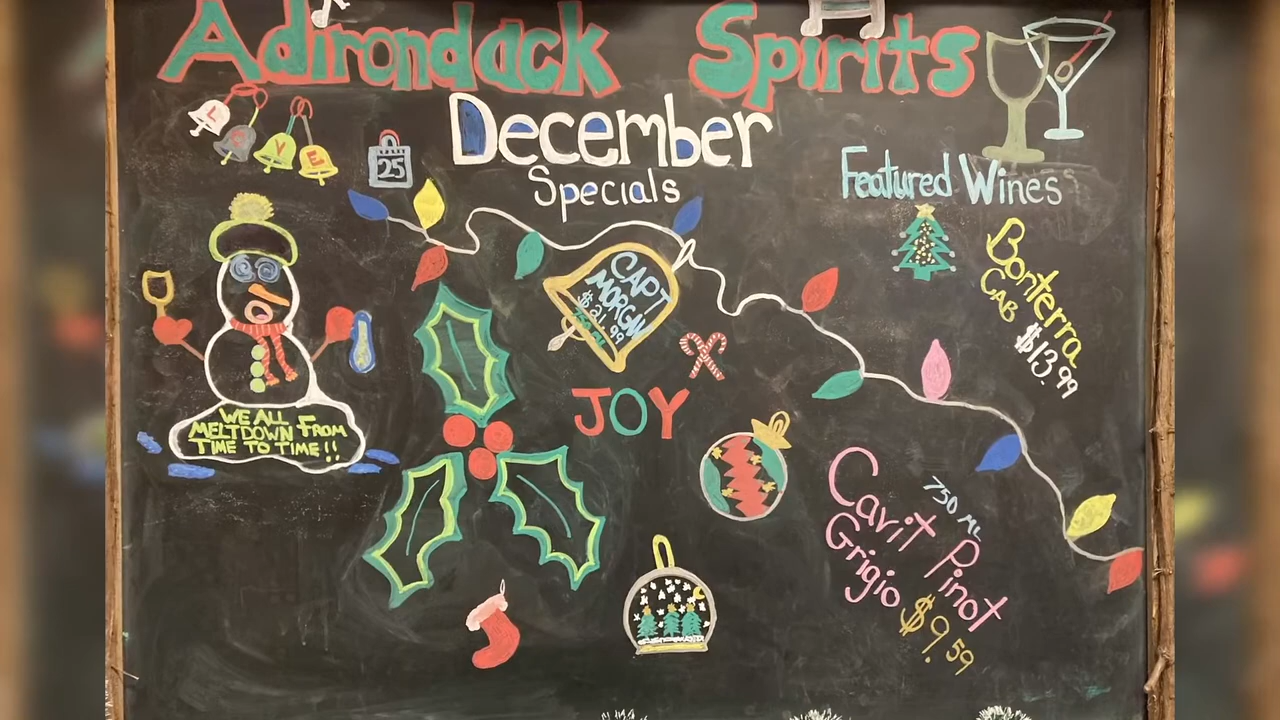 Adirondack Spirits
December
Specials
L
VE
25
Featured Wines
Bonterra
CAB $13.99
CAPT
MORGAN
$21.99
JOY
WE ALL
MELTDOWN FROM
TIME TO TIME!!
750 ML
Cavit Pinot
Grigio $9.59